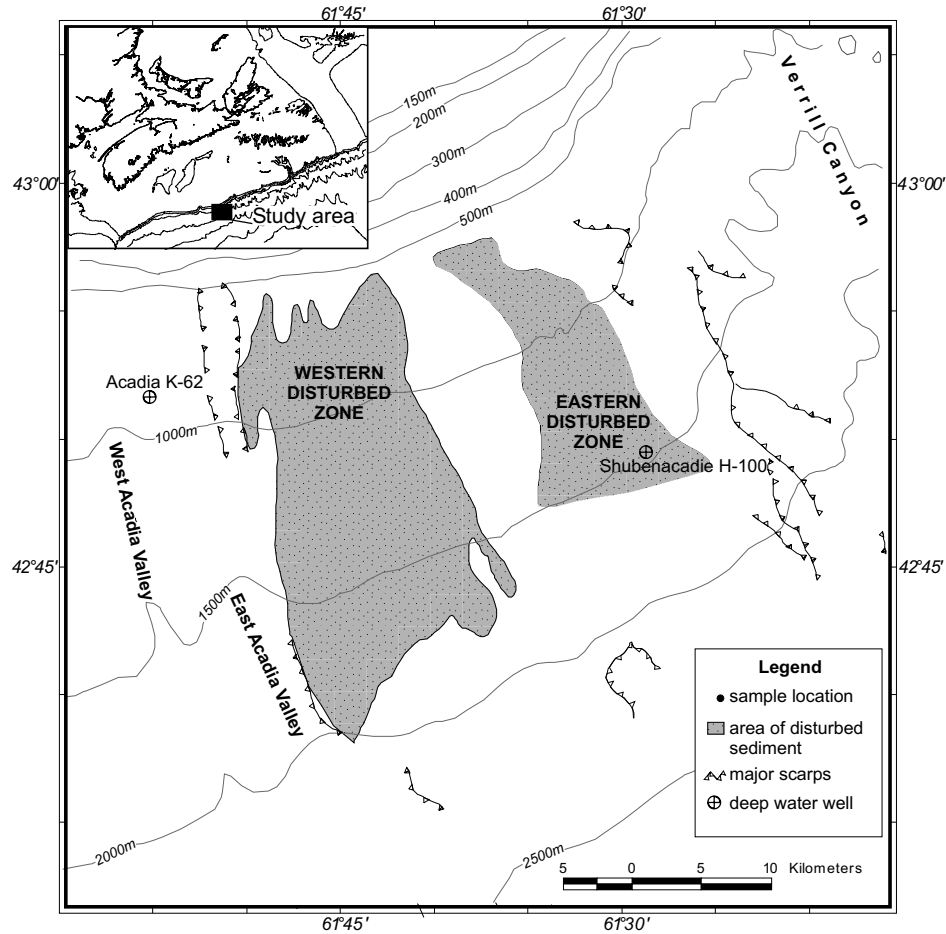 61°45'
61°30'
Study area
150m
200m
300m
400m
500m
Verrill Canyon
43°00'
43°00'
WESTERN
DISTURBED
ZONE
EASTERN
DISTURBED
ZONE
Acadia K-62
1000m
Shubenacadie H-100
West Acadia Valley
42°45'
42°45'
1500m
East Acadia Valley
Legend
sample location
area of disturbed
sediment
major scarps
deep water well
2000m
2500m
5 0 5 10 Kilometers
61°45'
61°30'